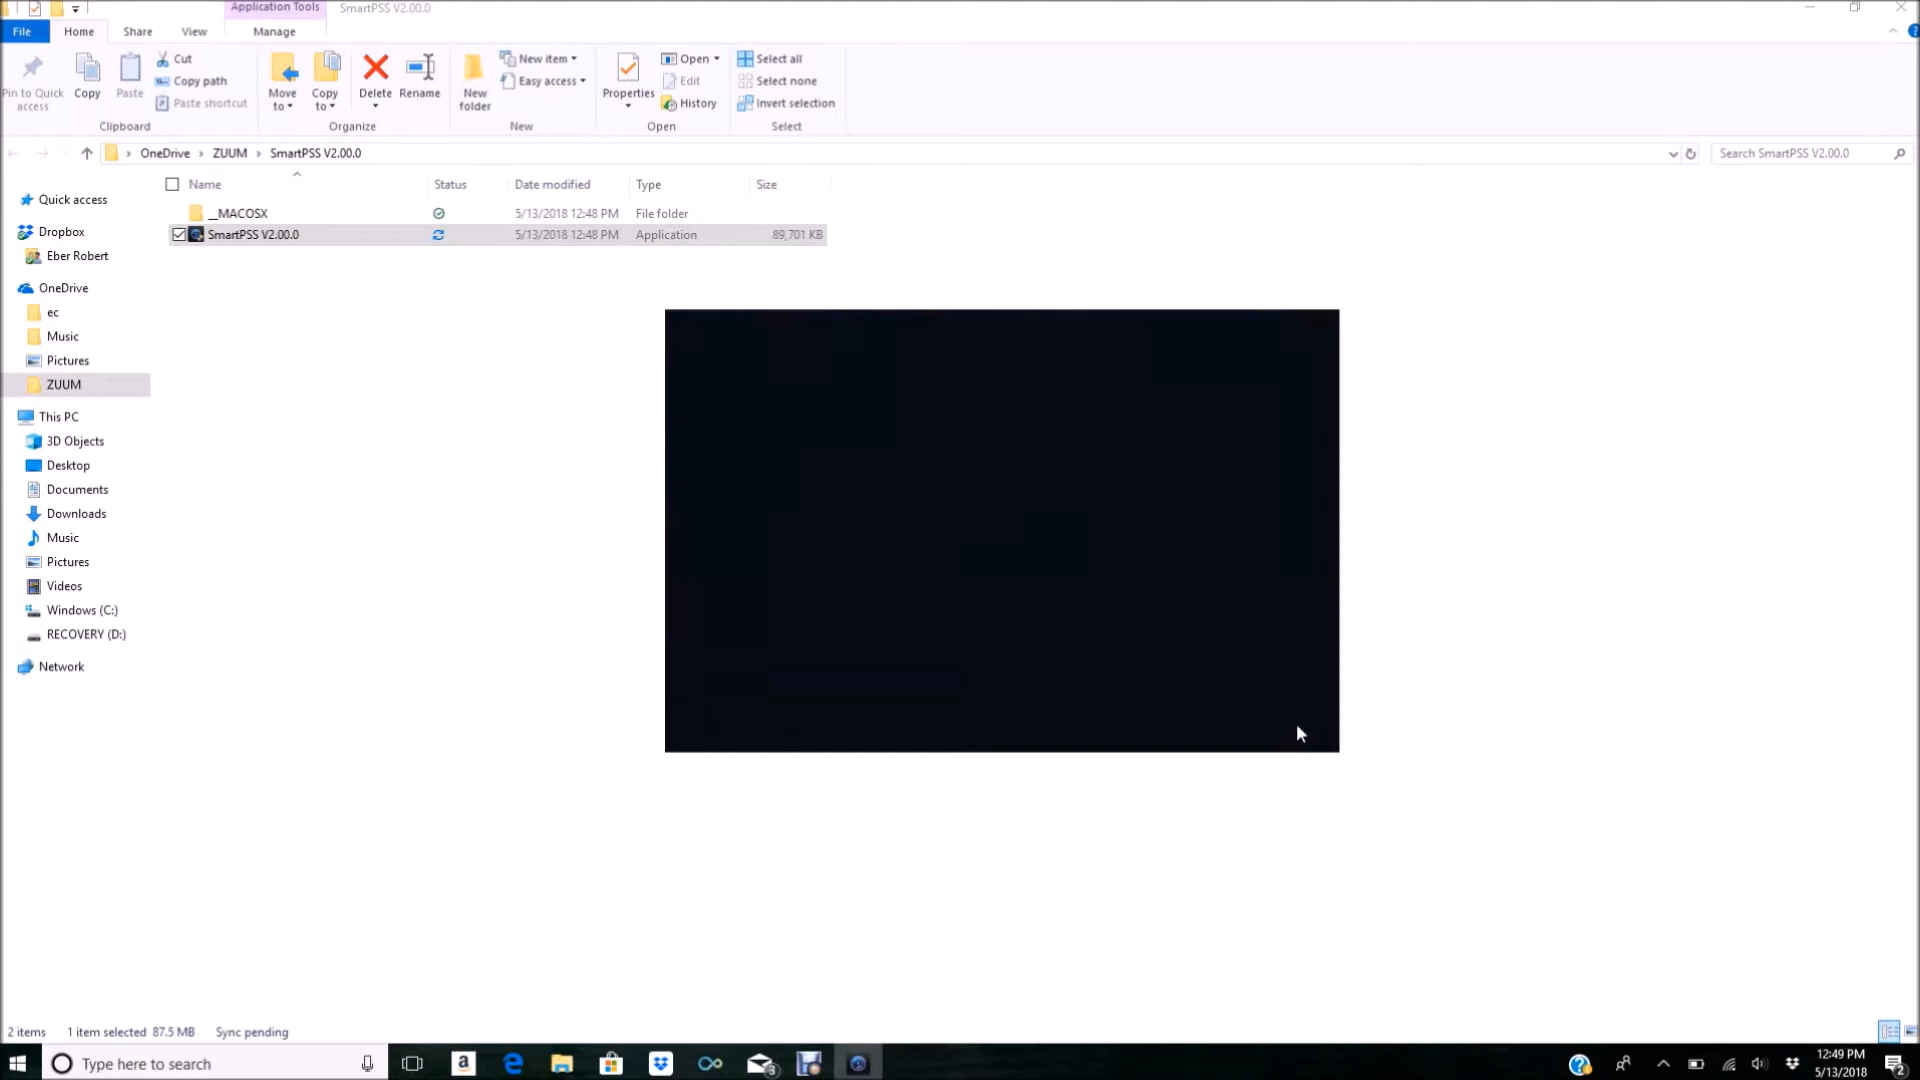 Application Tools SmartPSS V2.00.0
File Home Share View Manage
Pin to Quick access
Copy
Paste
Cut
Copy path
Paste shortcut
Clipboard
Move to
Copy to
Delete
Rename
Organize
New folder
New item
Easy access
New
Properties
Open
Edit
History
Open
Select all
Select none
Invert selection
Select
OneDrive › ZUUM › SmartPSS V2.00.0
Search SmartPSS V2.00.0
Name Status Date modified Type Size
__MACOSX 5/13/2018 12:48 PM File folder
SmartPSS V2.00.0 5/13/2018 12:48 PM Application 89,701 KB
Quick access
Dropbox
Eber Robert
OneDrive
ec
Music
Pictures
ZUUM
This PC
3D Objects
Desktop
Documents
Downloads
Music
Pictures
Videos
Windows (C:)
RECOVERY (D:)
Network
2 items 1 item selected 87.5 MB Sync pending
Type here to search
a
3
12:49 PM
5/13/2018
2